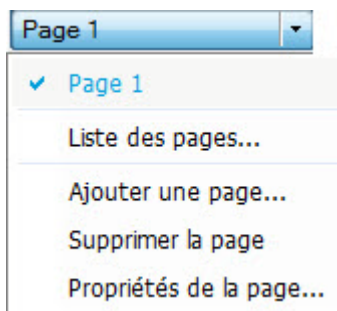 Page 1
Page 1
Liste des pages...
Ajouter une page...
Supprimer la page
Propriétés de la page...